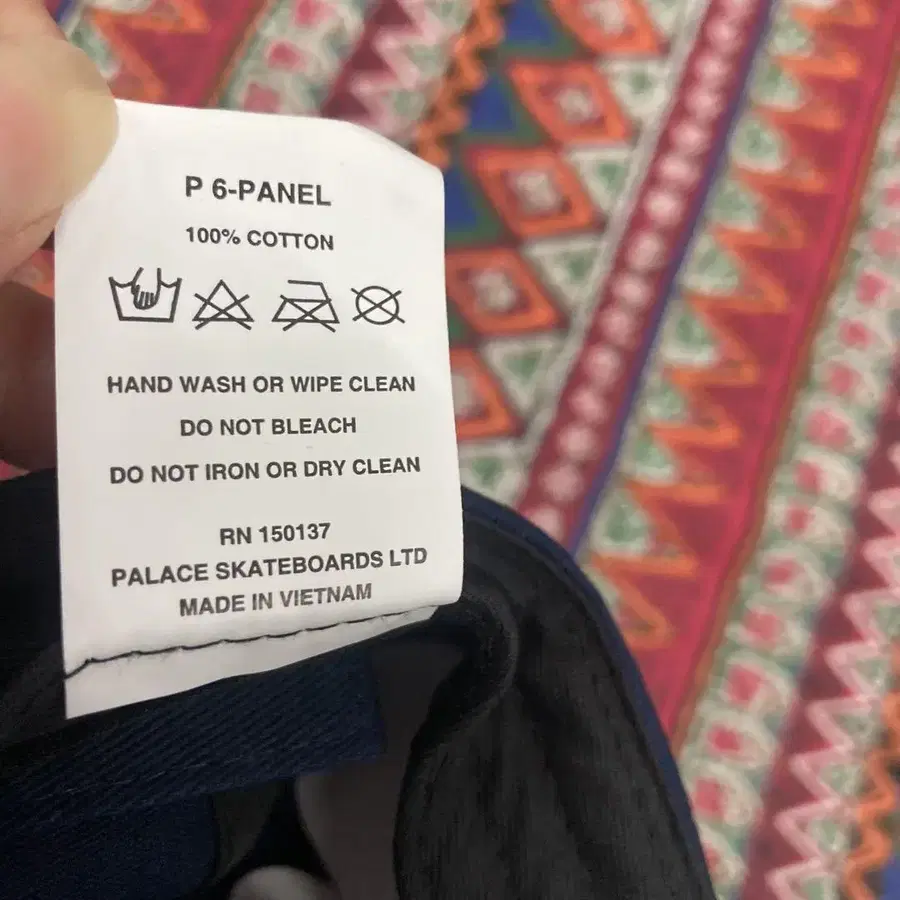 P 6-PANEL
100% COTTON
HAND WASH OR WIPE CLEAN
DO NOT BLEACH
DO NOT IRON OR DRY CLEAN
RN 150137
PALACE SKATEBOARDS LTD
MADE IN VIETNAM